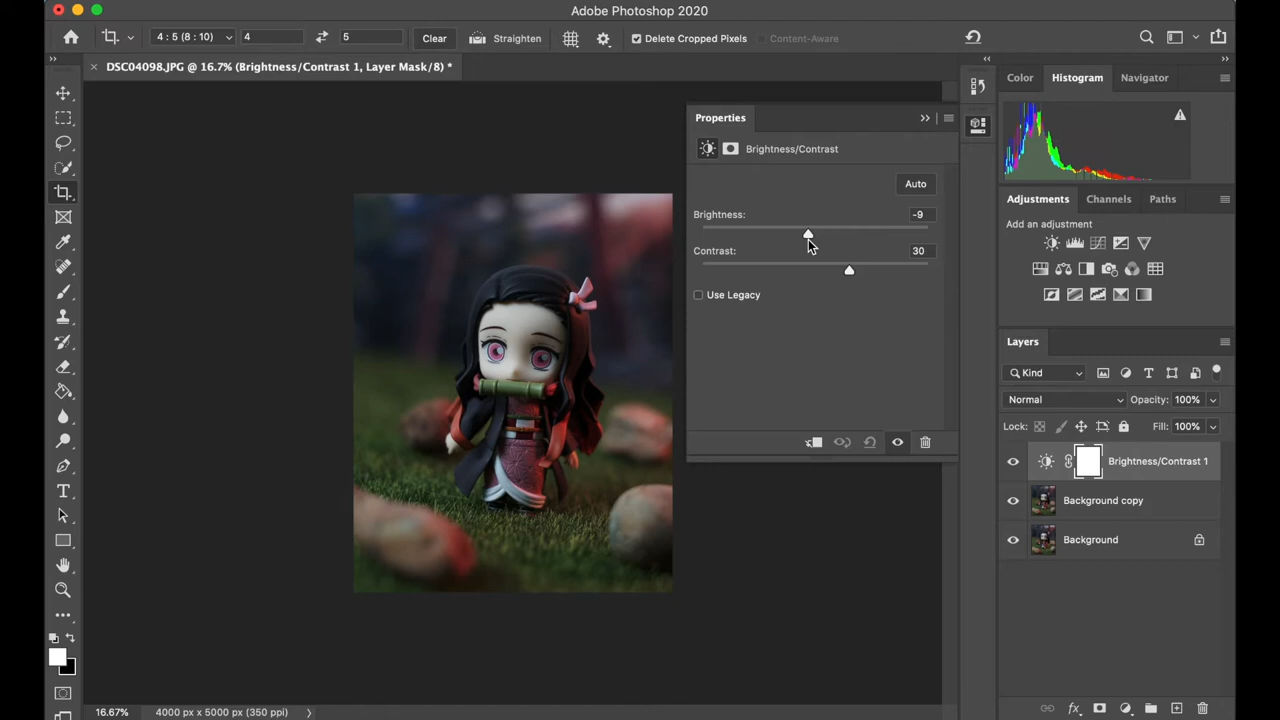 Adobe Photoshop 2020
4 : 5 (8 : 10) 4 5 Clear Straighten Delete Cropped Pixels Content-Aware
DSC04098.JPG @ 16.7% (Brightness/Contrast 1, Layer Mask/8) *
Color Histogram Navigator
Properties
Brightness/Contrast
Auto
Brightness: -9
Contrast: 30
Use Legacy
Adjustments Channels Paths
Add an adjustment
Layers
Kind
Normal Opacity: 100%
Lock: Fill: 100%
Brightness/Contrast 1
Background copy
Background
16.67% 4000 px x 5000 px (350 ppi)